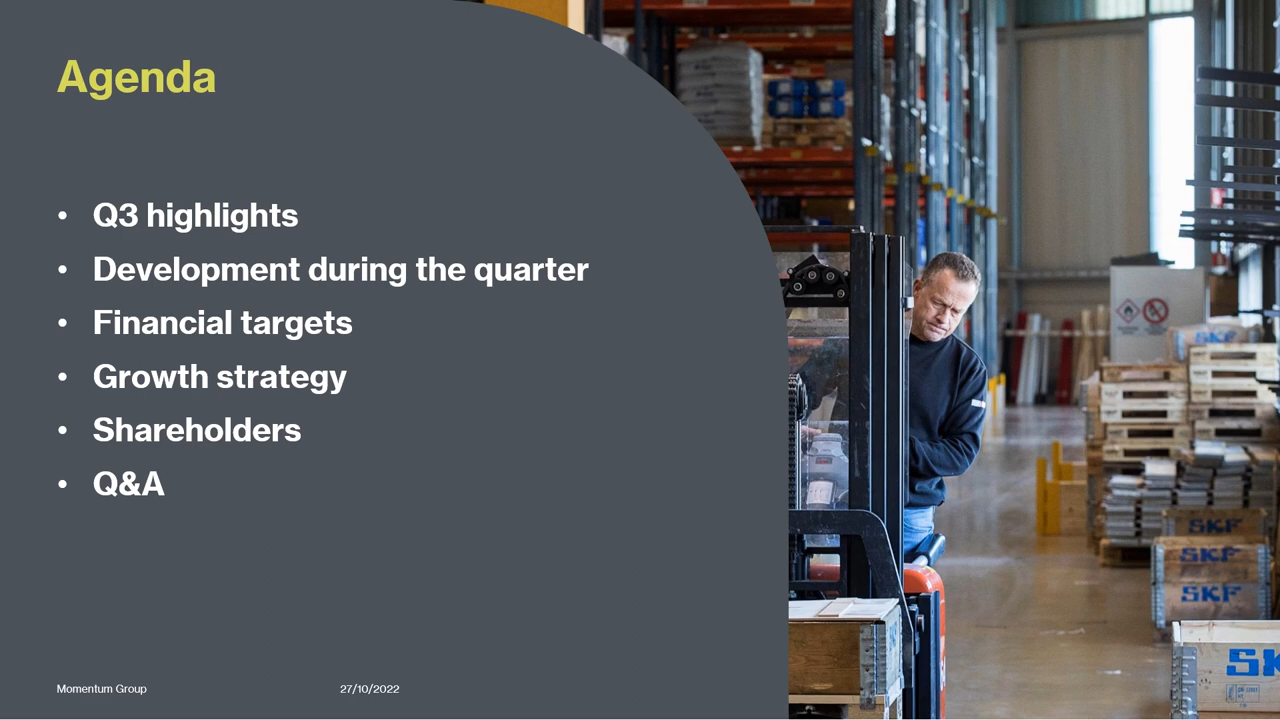 Agenda
• Q3 highlights
• Development during the quarter
• Financial targets
• Growth strategy
• Shareholders
• Q&A
Momentum Group
27/10/2022
SKF
SKF
SKF
SKF